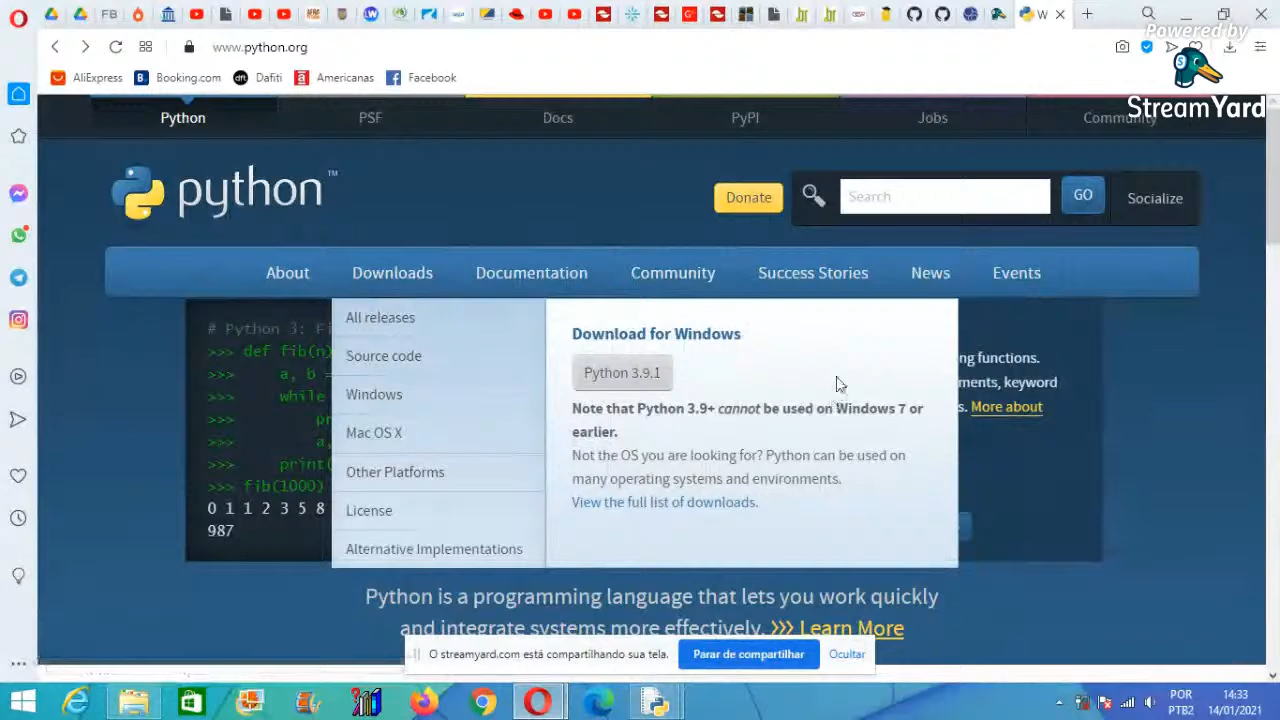 FB
W
www.python.org
Powered by
StreamYard
AliExpress
Booking.com
Dafiti
Americanas
Facebook
Python
PSF
Docs
PyPI
Jobs
Community
python™
Donate
Search
GO
Socialize
About
Downloads
Documentation
Community
Success Stories
News
Events
# Python 3: Fi
>>> def fib(n)
>>> a, b =
>>> while
>>> pr
>>> a,
>>> print(
>>> fib(1000)
0 1 1 2 3 5 8
987
All releases
Source code
Windows
Mac OS X
Other Platforms
License
Alternative Implementations
Download for Windows
Python 3.9.1
Note that Python 3.9+ cannot be used on Windows 7 or
earlier.
Not the OS you are looking for? Python can be used on
many operating systems and environments.
View the full list of downloads.
ng functions.
ments, keyword
s. More about
Python is a programming language that lets you work quickly
and integrate systems more effectively. >>> Learn More
O streamyard.com está compartilhando sua tela.
Parar de compartilhar
Ocultar
POR
PTB2
14:33
14/01/2021